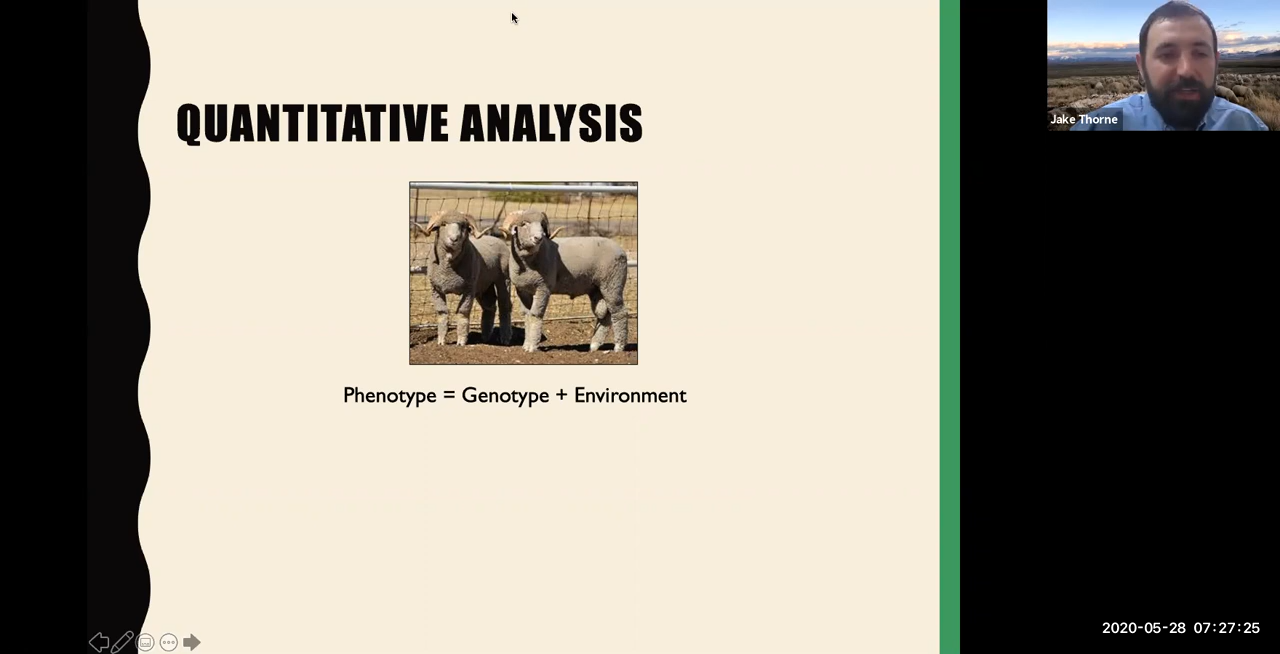 QUANTITATIVE ANALYSIS
Jake Thorne
Phenotype = Genotype + Environment
2020-05-28 07:27:25